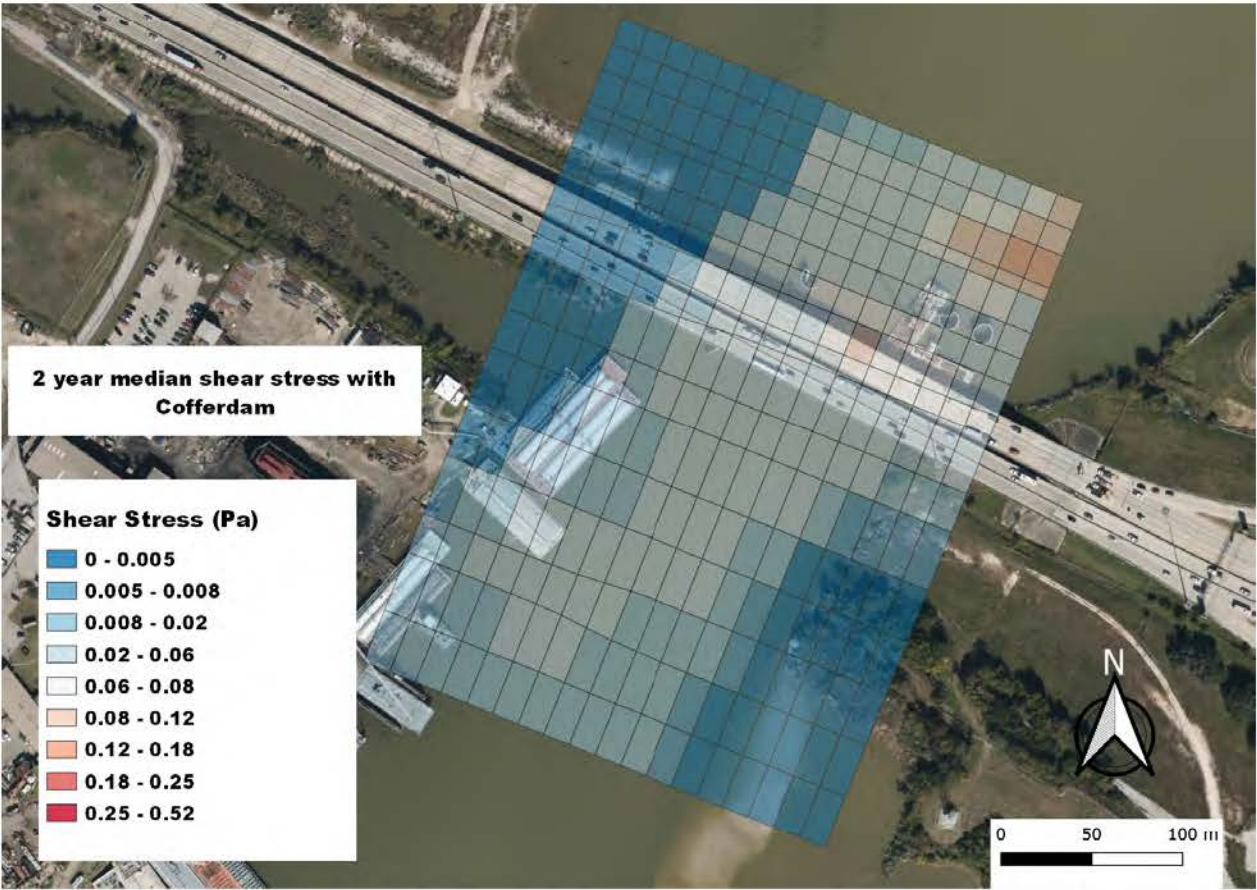 2 year median shear stress with
Cofferdam
Shear Stress (Pa)
0 - 0.005
0.005 - 0.008
0.008 - 0.02
0.02 - 0.06
0.06 - 0.08
0.08 - 0.12
0.12 - 0.18
0.18 - 0.25
0.25 - 0.52
N
0 50 100 m